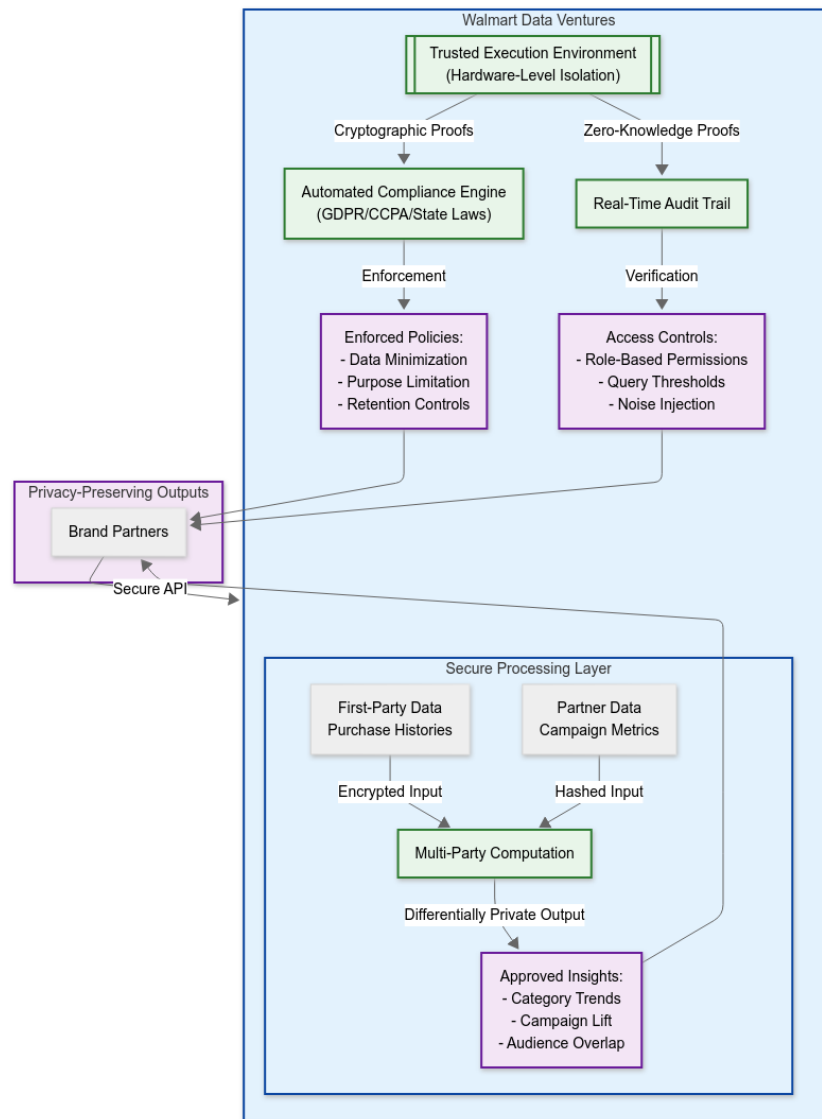 Walmart Data Ventures
Trusted Execution Environment
(Hardware-Level Isolation)
Cryptographic Proofs
Zero-Knowledge Proofs
Automated Compliance Engine
(GDPR/CCPA/State Laws)
Real-Time Audit Trail
Enforcement
Verification
Enforced Policies:
- Data Minimization
- Purpose Limitation
- Retention Controls
Access Controls:
- Role-Based Permissions
- Query Thresholds
- Noise Injection
Privacy-Preserving Outputs
Brand Partners
Secure API
Secure Processing Layer
First-Party Data
Purchase Histories
Partner Data
Campaign Metrics
Encrypted Input
Hashed Input
Multi-Party Computation
Differentially Private Output
Approved Insights:
- Category Trends
- Campaign Lift
- Audience Overlap